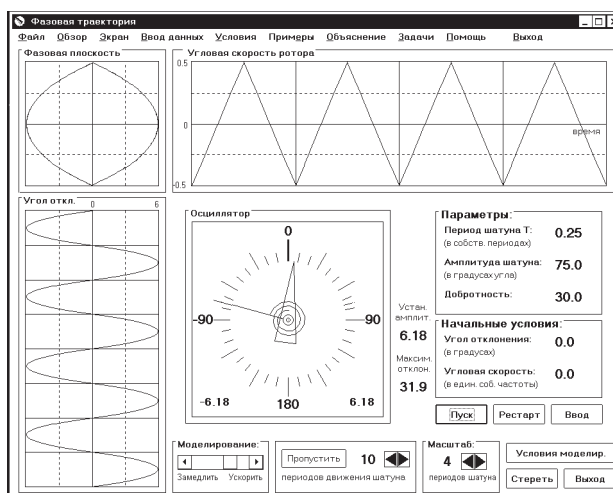 Фазовая траектория
Файл Обзор Экран Ввод данных Условия Примеры Объяснение Задачи Помощь Выход
Фазовая плоскость
Угловая скорость ротора
0.5
0
-0.5
время
Угол откл.
0 6
Осциллятор
0
-90 90
180
-6.18 6.18
Устан.
амплит.
6.18
Максим.
отклон.
31.9
Параметры:
Период шатуна T: 0.25
(в собств. периодах)
Амплитуда шатуна: 75.0
(в градусах угла)
Добротность: 30.0
Начальные условия:
Угол отклонения: 0.0
(в градусах)
Угловая скорость: 0.0
(в един. соб. частоты)
Пуск Рестарт Ввод
Моделирование:
Замедлить Ускорить
Пропустить 10
периодов движения шатуна
Масштаб:
4
периодов шатуна
Условия моделир.
Стереть Выход